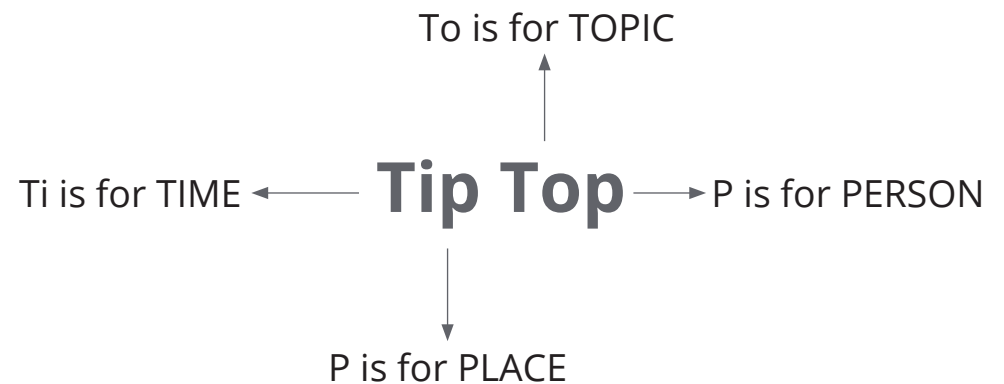 To is for TOPIC
Ti is for TIME
Tip Top
P is for PERSON
P is for PLACE